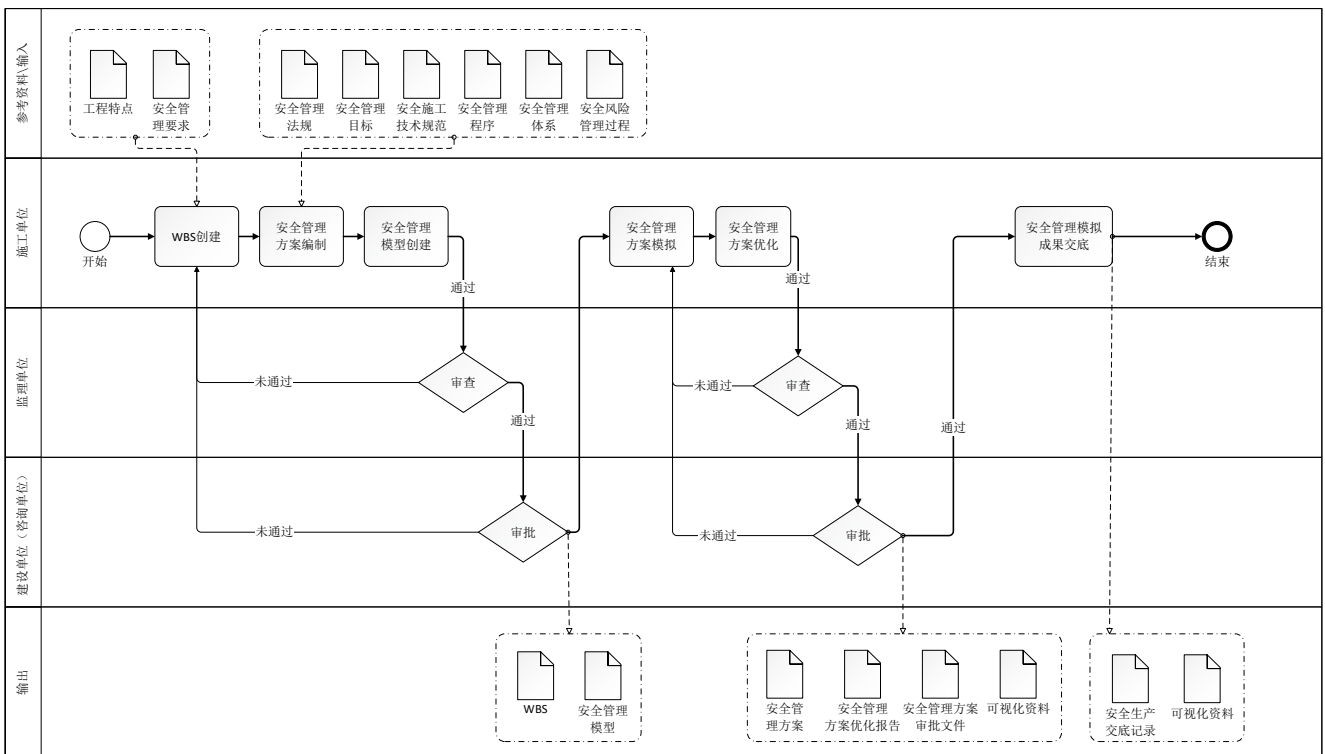 参考资料\输入
工程特点
安全管
理要求
安全管理
法规
安全管理
目标
安全施工
技术规范
安全管理
程序
安全管理
体系
安全风险
管理过程
施工单位
开始
WBS创建
安全管理
方案编制
安全管理
模型创建
通过
安全管理
方案模拟
安全管理
方案优化
通过
安全管理模拟
成果交底
结束
监理单位
未通过
审查
通过
未通过
审查
通过
通过
建设单位（咨询单位）
未通过
审批
未通过
审批
输出
WBS
安全管理
模型
安全管
理方案
安全管理
方案优化报告
安全管理方案
审批文件
可视化资料
安全生产
交底记录
可视化资料